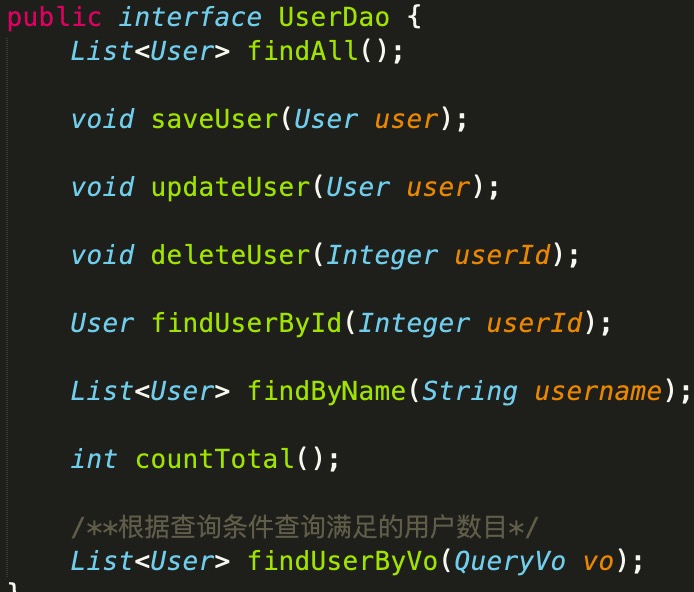 public interface UserDao {
List<User> findAll();
void saveUser(User user);
void updateUser(User user);
void deleteUser(Integer userId);
User findUserById(Integer userId);
List<User> findByName(String username);
int countTotal();
/**根据查询条件查询满足的用户数目*/
List<User> findUserByVo(QueryVo vo);
}